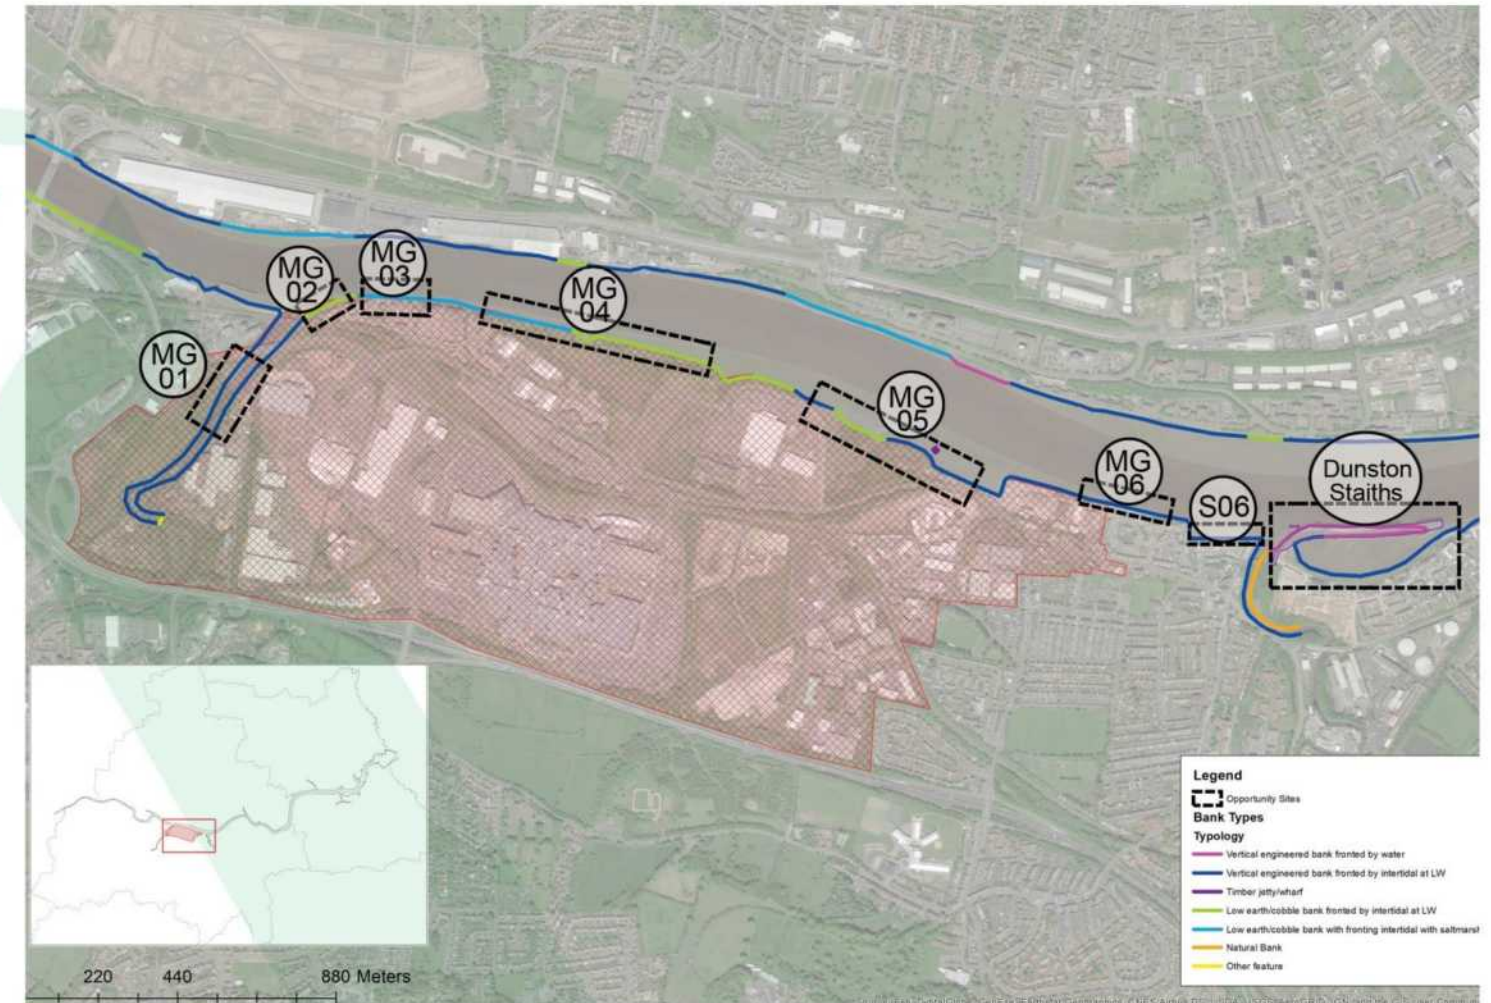 MG
03
MG
02
MG
04
MG
01
MG
05
MG
06
Dunston
Staiths
S06
Legend
Opportunity Sites
Bank Types
Typology
Vertical engineered bank fronted by water
Vertical engineered bank fronted by intertidal at LW
Timber jetty/wharf
Low earth/cobble bank fronted by intertidal at LW
Low earth/cobble bank with fronting intertidal with saltmarsh
Natural Bank
Other feature
220 440 880 Meters